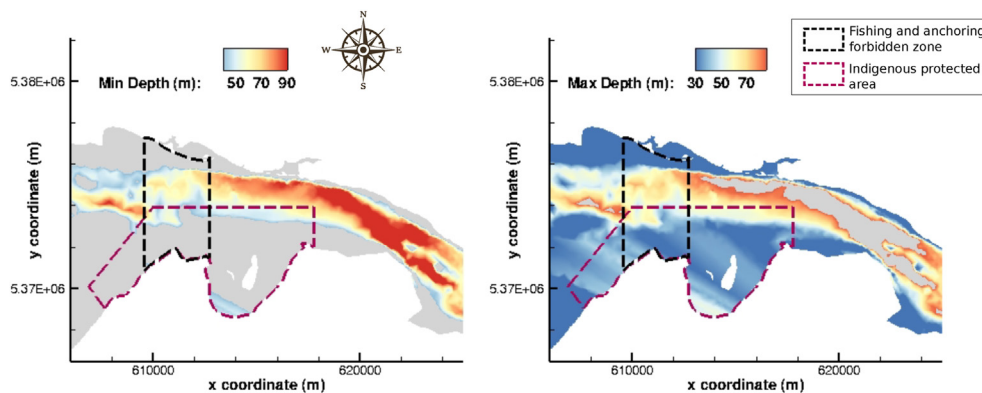 N
W E
S
Min Depth (m): 50 70 90
5.38E+06
y coordinate (m)
5.37E+06
610000 620000
x coordinate (m)
Fishing and anchoring
forbidden zone
Indigenous protected
area
Max Depth (m): 30 50 70
5.38E+06
y coordinate (m)
5.37E+06
610000 620000
x coordinate (m)